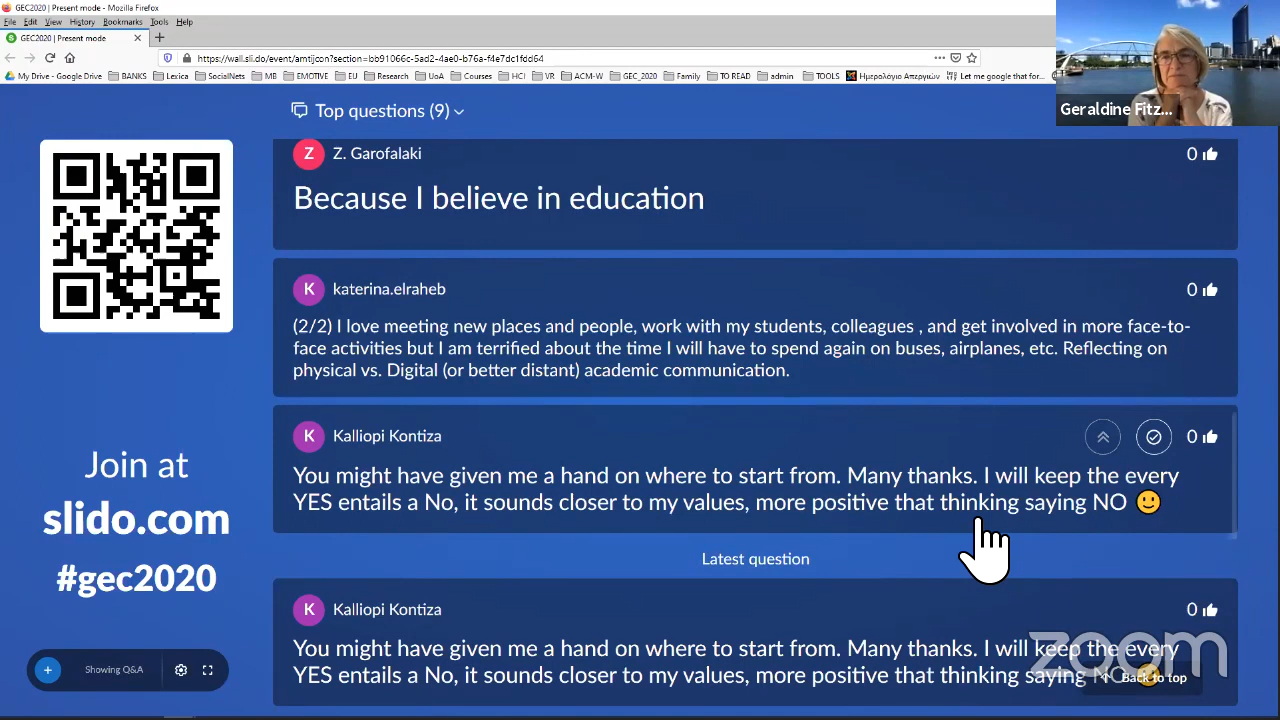 GEC2020 | Present mode - Mozilla Firefox
File Edit View History Bookmarks Tools Help
GEC2020 | Present mode
https://wall.sli.do/event/amtijcon?section=bb91066c-5ad2-4ae0-b76a-f4e7dc1fdd64
My Drive - Google Drive BANKS Lexica SocialNets MB EMOTIVE EU Research UoA Courses HCI VR ACM-W GEC_2020 Family TO READ admin TOOLS Ημερολόγιο Απεργιών Let me google that for...
Geraldine Fitz...
Top questions (9)
Z
Z. Garofalaki
0
Because I believe in education
K
katerina.elraheb
0
(2/2) I love meeting new places and people, work with my students, colleagues , and get involved in more face-to-
face activities but I am terrified about the time I will have to spend again on buses, airplanes, etc. Reflecting on
physical vs. Digital (or better distant) academic communication.
K
Kalliopi Kontiza
0
You might have given me a hand on where to start from. Many thanks. I will keep the every
YES entails a No, it sounds closer to my values, more positive that thinking saying NO 🙂
Latest question
K
Kalliopi Kontiza
0
You might have given me a hand on where to start from. Many thanks. I will keep the every
YES entails a No, it sounds closer to my values, more positive that thinking saying
Back to top
Join at
slido.com
#gec2020
Showing Q&A
zoom